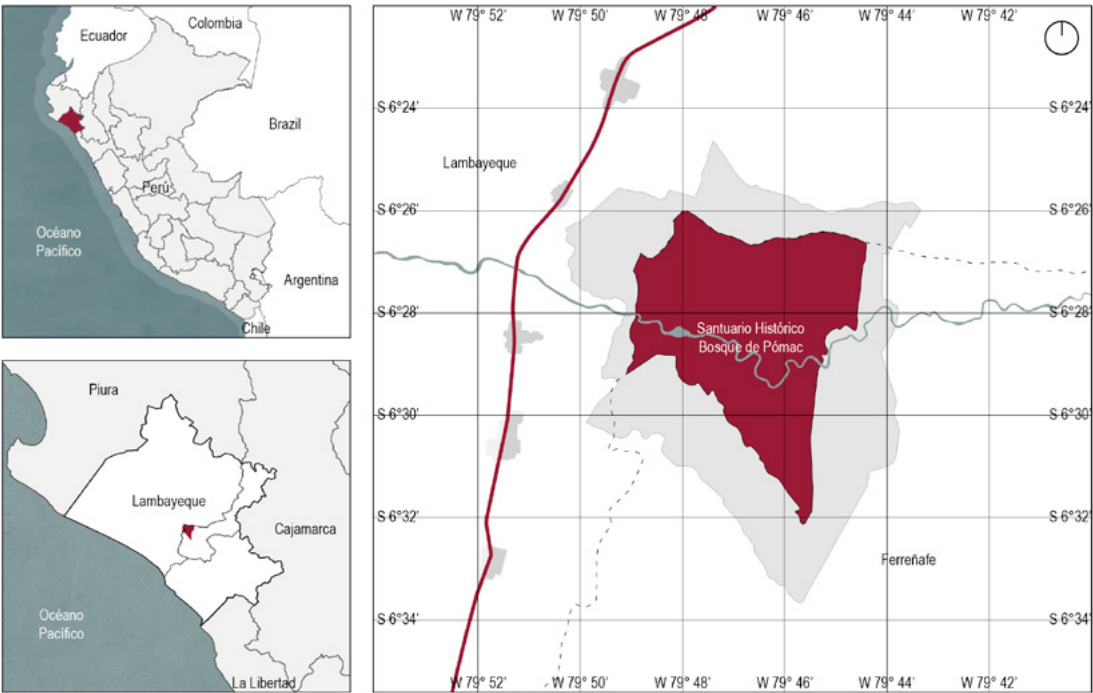 Ecuador
Colombia
Brazil
Perú
Océano
Pacífico
Argentina
Chile
Piura
Lambayeque
Cajamarca
Océano
Pacífico
La Libertad
W 79° 52'
W 79° 50'
W 79° 48'
W 79° 46'
W 79° 44'
W 79° 42'
S 6° 24'
S 6° 24'
Lambayeque
S 6° 26'
S 6° 26'
S 6° 28'
S 6° 28'
Santuario Histórico
Bosque de Pómac
S 6° 30'
S 6° 30'
S 6° 32'
S 6° 32'
Ferreñafe
S 6° 34'
S 6° 34'
W 79° 52'
W 79° 50'
W 79° 48'
W 79° 46'
W 79° 44'
W 79° 42'